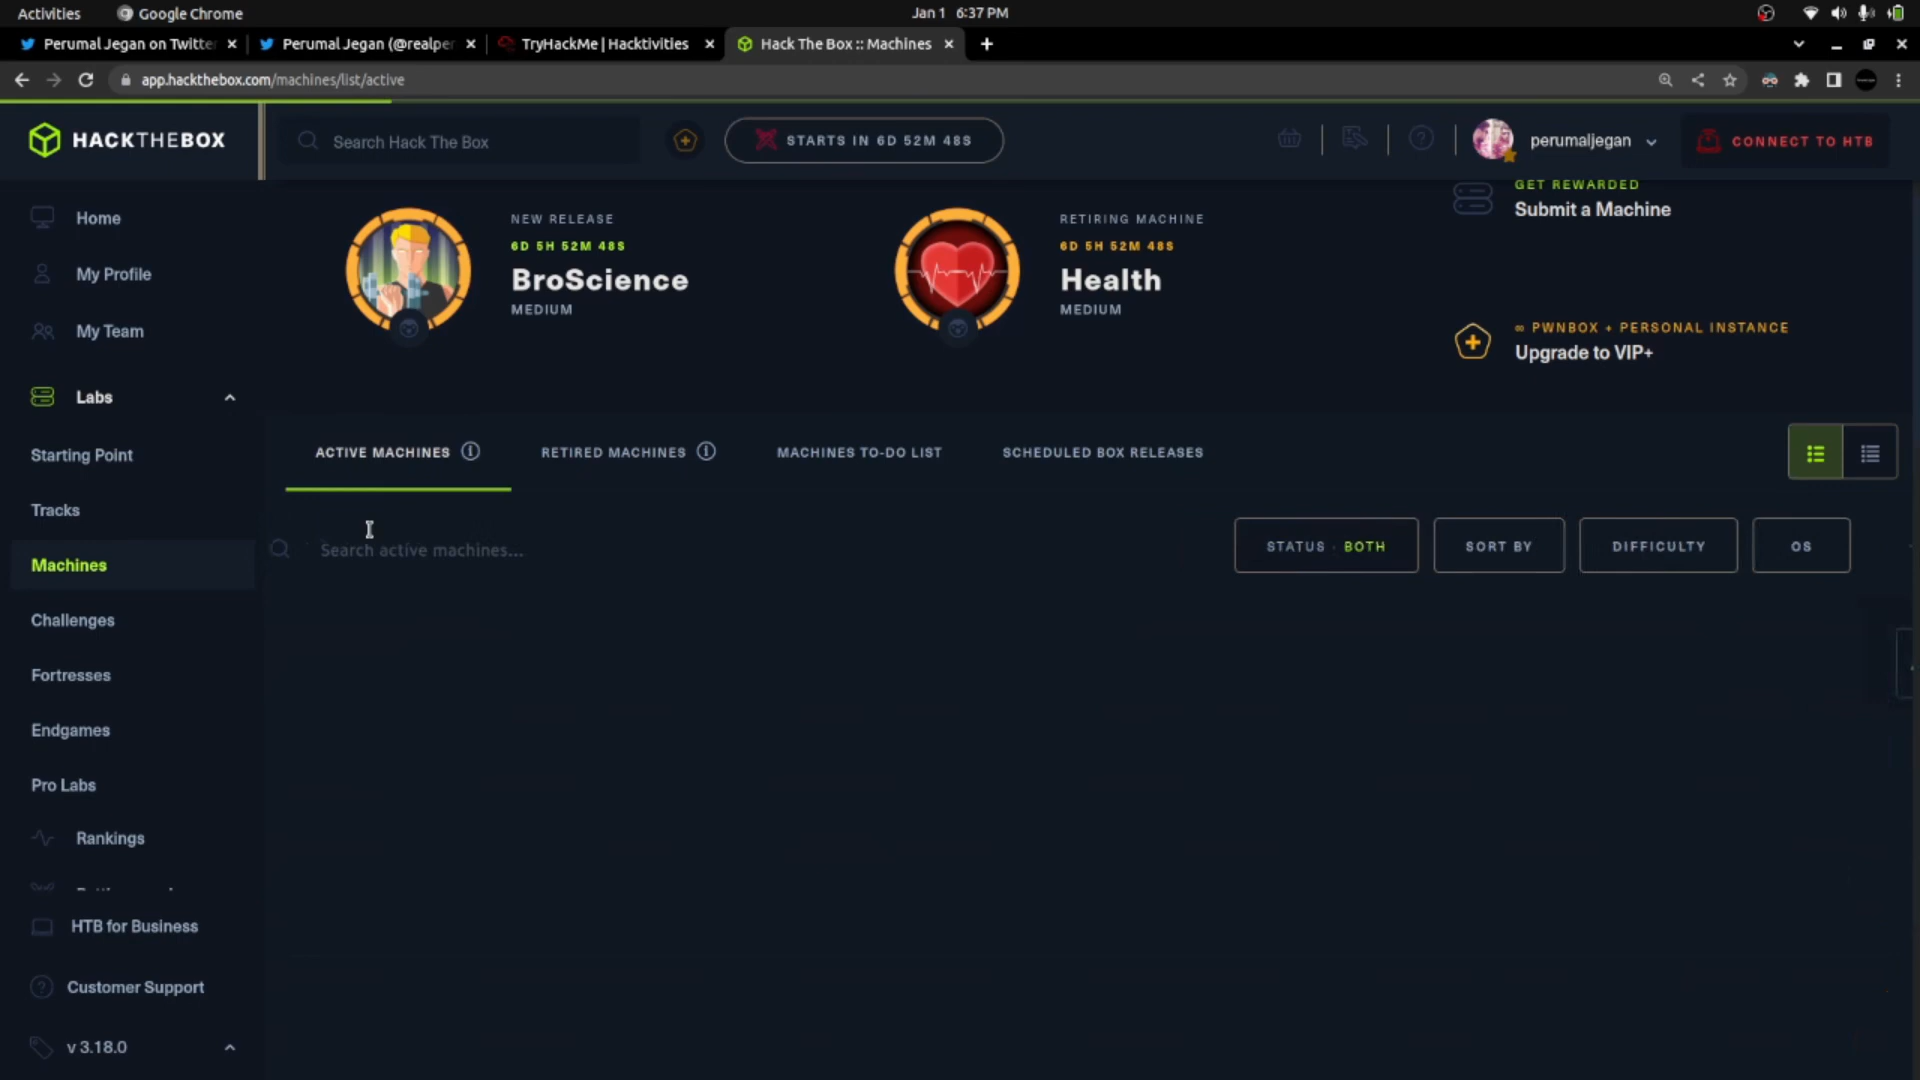 Activities
Google Chrome
Jan 1 6:37 PM
Perumal Jegan on Twitte
Perumal Jegan (@realper
TryHackMe | Hacktivities
Hack The Box :: Machines
app.hackthebox.com/machines/list/active
HACKTHEBOX
Search Hack The Box
STARTS IN 6D 52M 48S
perumaljegan
CONNECT TO HTB
Home
My Profile
My Team
Labs
Starting Point
Tracks
Machines
Challenges
Fortresses
Endgames
Pro Labs
Rankings
HTB for Business
Customer Support
v 3.18.0
NEW RELEASE
6D 5H 52M 48S
BroScience
MEDIUM
RETIRING MACHINE
6D 5H 52M 48S
Health
MEDIUM
GET REWARDED
Submit a Machine
∞ PWNBOX + PERSONAL INSTANCE
Upgrade to VIP+
ACTIVE MACHINES
RETIRED MACHINES
MACHINES TO-DO LIST
SCHEDULED BOX RELEASES
Search active machines...
STATUS · BOTH
SORT BY
DIFFICULTY
OS